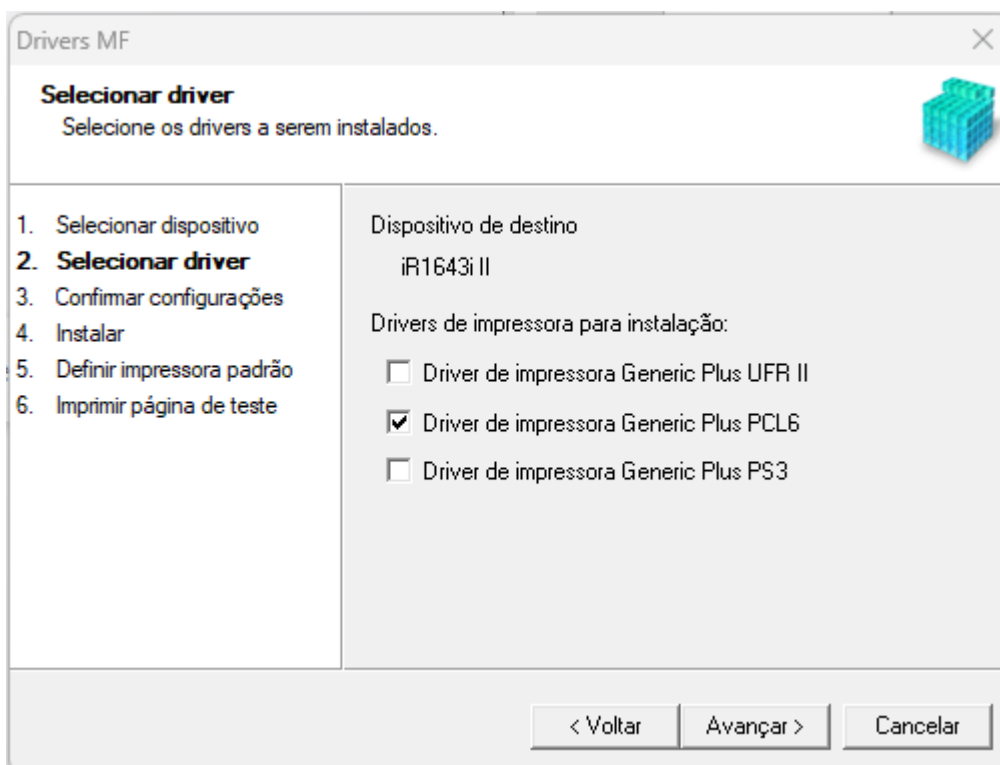 Drivers MF
Selecionar driver
Selecione os drivers a serem instalados.
1. Selecionar dispositivo
2. Selecionar driver
3. Confirmar configurações
4. Instalar
5. Definir impressora padrão
6. Imprimir página de teste
Dispositivo de destino
iR1643i II
Drivers de impressora para instalação:
Driver de impressora Generic Plus UFR II
Driver de impressora Generic Plus PCL6
Driver de impressora Generic Plus PS3
< Voltar
Avançar >
Cancelar